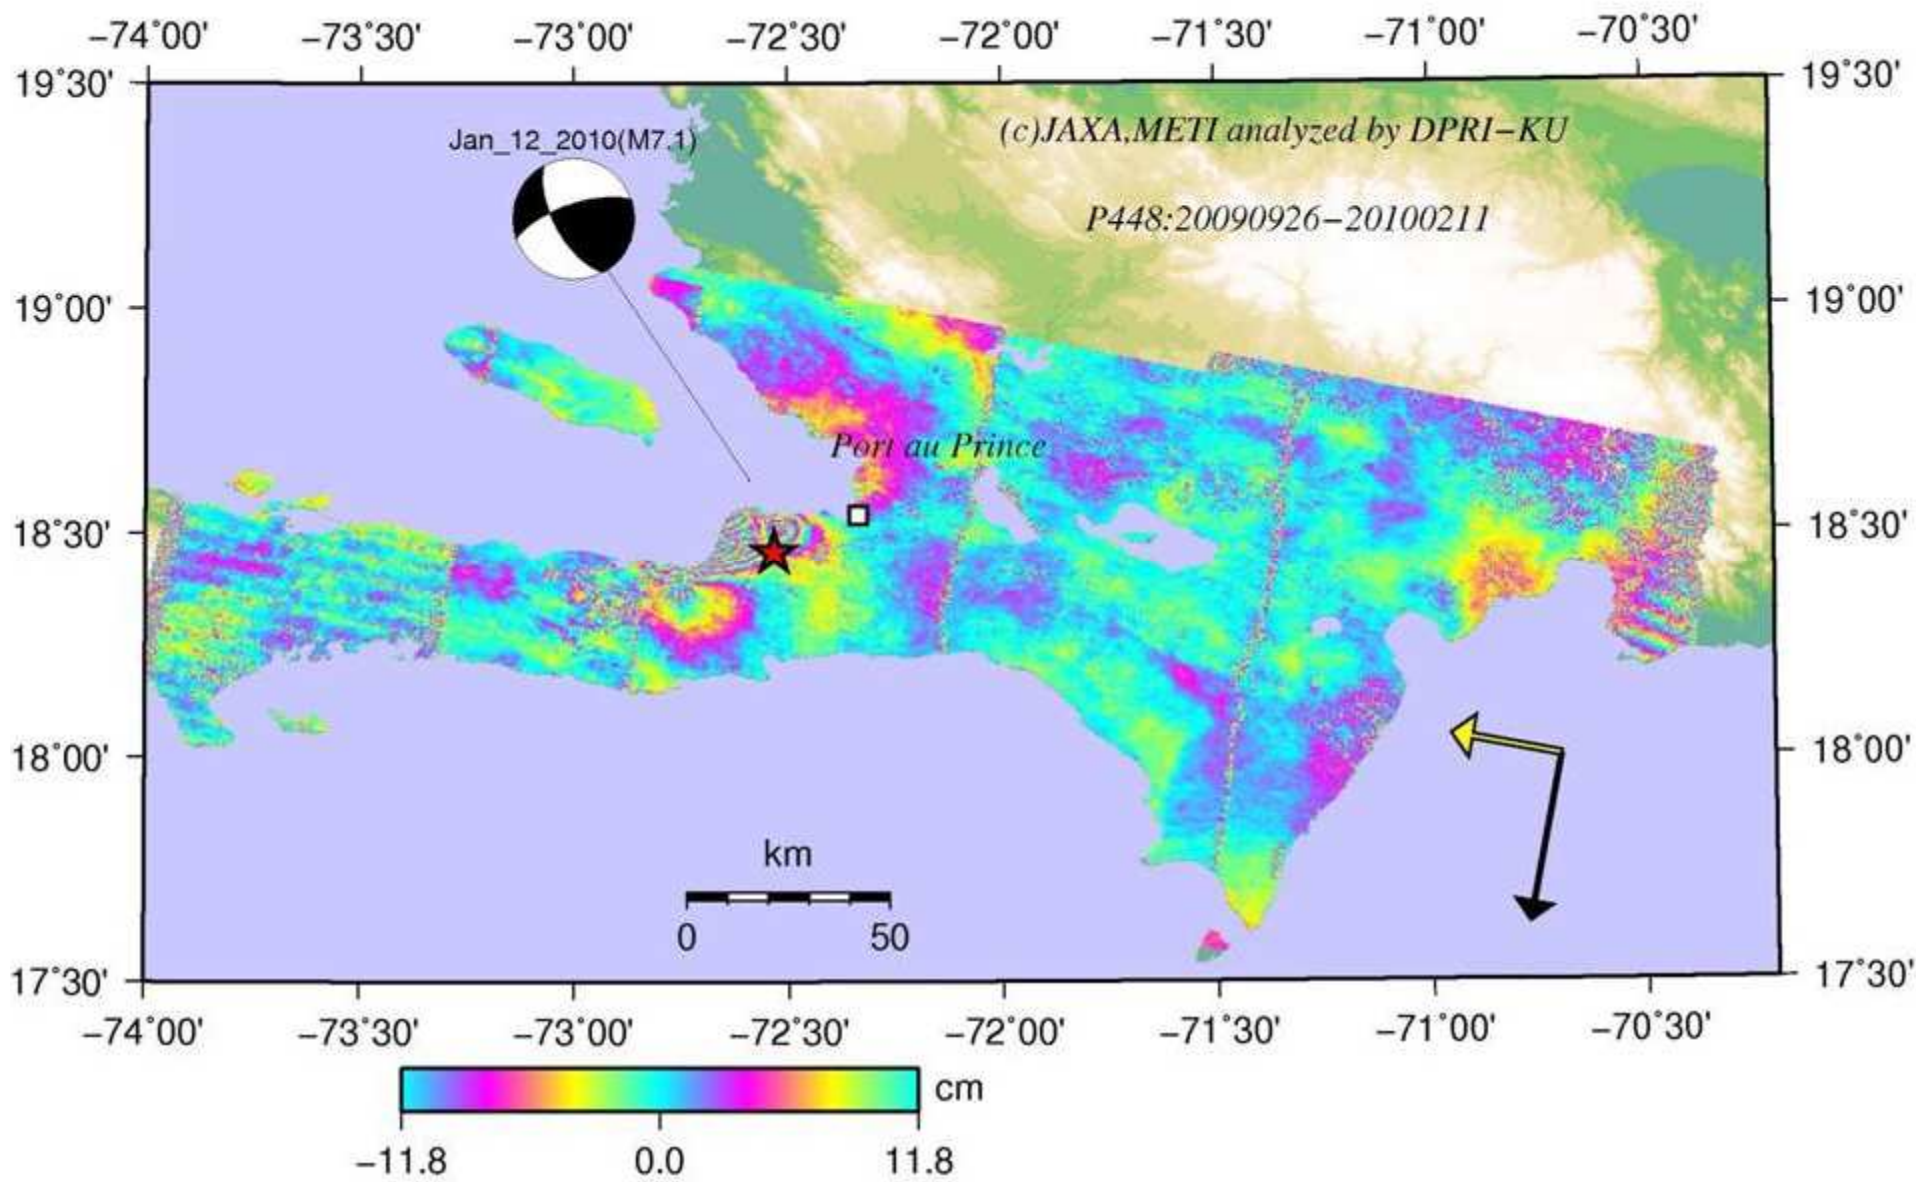 −74˚00' −73˚30' −73˚00' −72˚30' −72˚00' −71˚30' −71˚00' −70˚30'
19˚30' 19˚30'
Jan_12_2010(M7.1)
(c)JAXA,METI analyzed by DPRI−KU
P448:20090926−20100211
19˚00' 19˚00'
Port au Prince
18˚30' 18˚30'
18˚00' 18˚00'
km
0 50
17˚30' 17˚30'
−74˚00' −73˚30' −73˚00' −72˚30' −72˚00' −71˚30' −71˚00' −70˚30'
cm
−11.8 0.0 11.8